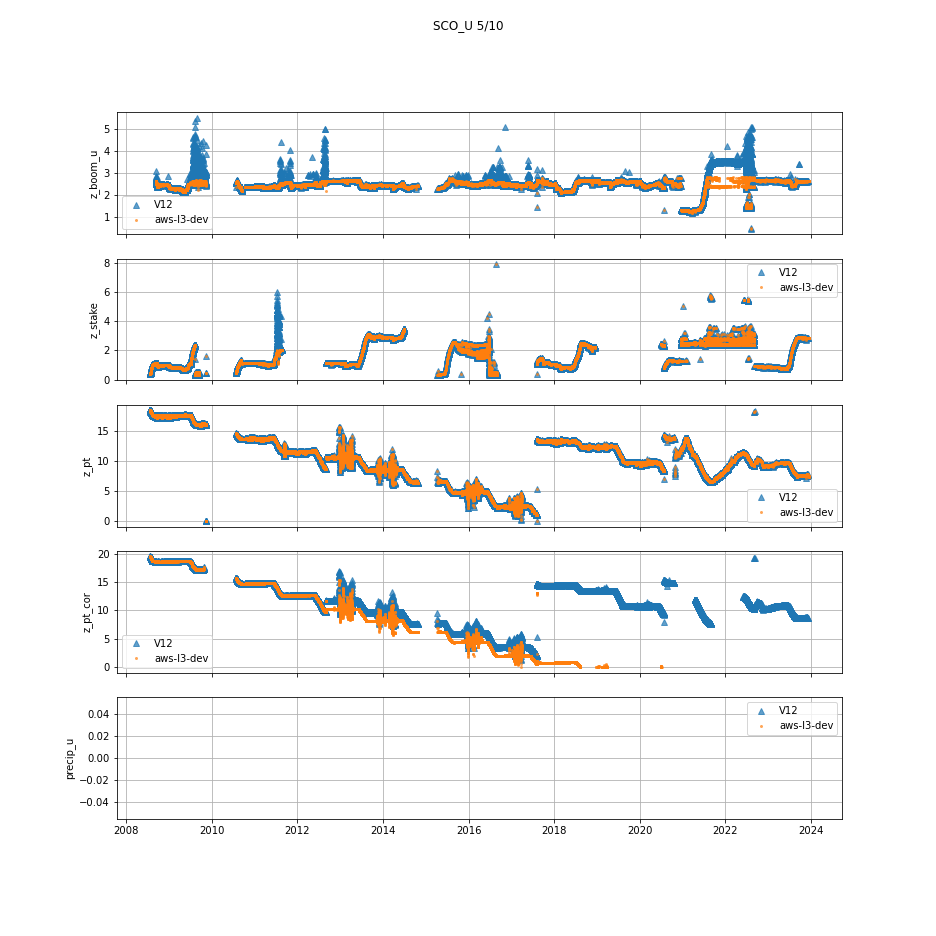 SCO_U 5/10
z_boom_u
5
4
3
2
1
V12
aws-l3-dev
z_stake
8
6
4
2
0
V12
aws-l3-dev
z_pt
15
10
5
0
V12
aws-l3-dev
z_pt_cor
20
15
10
5
0
V12
aws-l3-dev
precip_u
0.04
0.02
0.00
−0.02
−0.04
V12
aws-l3-dev
2008 2010 2012 2014 2016 2018 2020 2022 2024